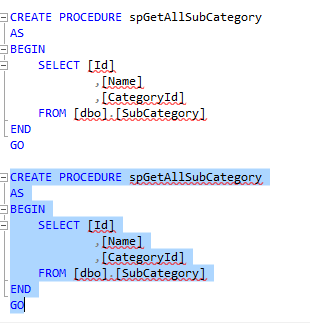 CREATE PROCEDURE spGetAllSubCategory
AS
BEGIN
SELECT [Id]
,[Name]
,[CategoryId]
FROM [dbo].[SubCategory]
END
GO
CREATE PROCEDURE spGetAllSubCategory
AS
BEGIN
SELECT [Id]
,[Name]
,[CategoryId]
FROM [dbo].[SubCategory]
END
GO